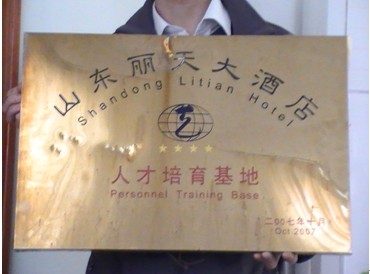 山东丽天大酒店
Shandong Litian Hotel
人才培育基地
Personnel Training Base
二00七年十月
Oct 2007